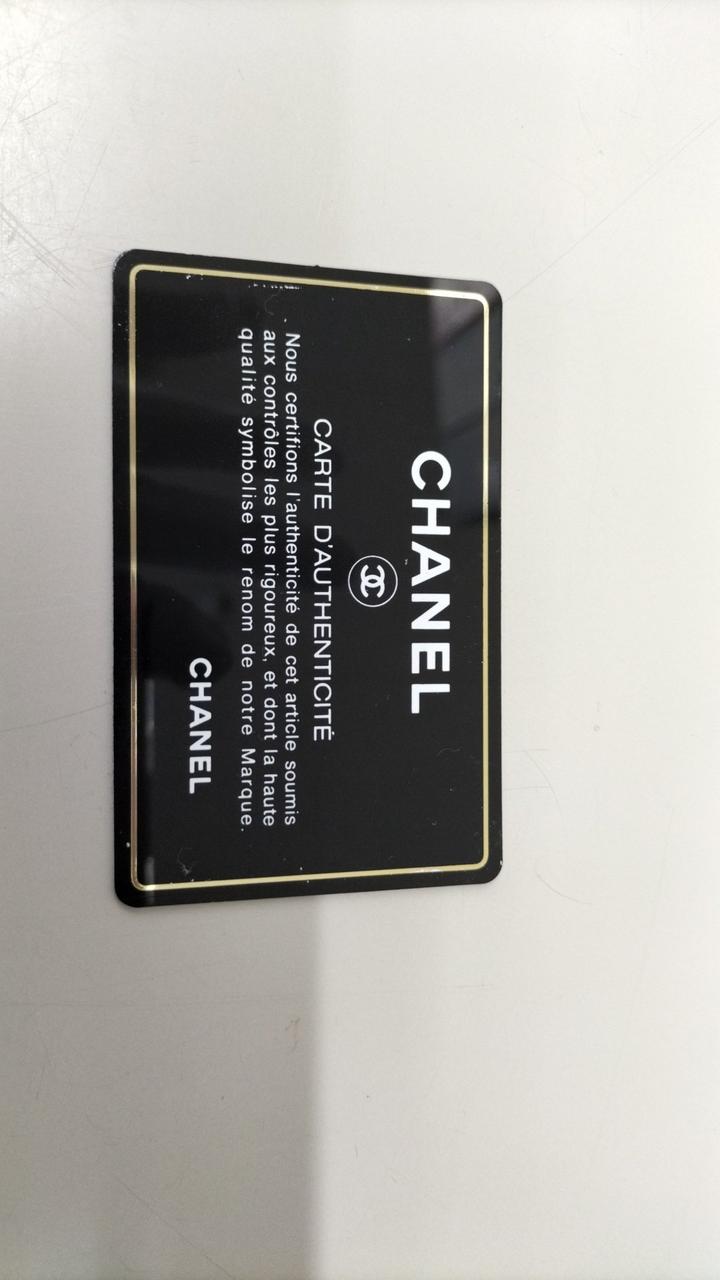 CHANEL
CARTE D'AUTHENTICITÉ
Nous certifions l'authenticité de cet article soumis
aux contrôles les plus rigoureux, et dont la haute
qualité symbolise le renom de notre Marque.
CHANEL